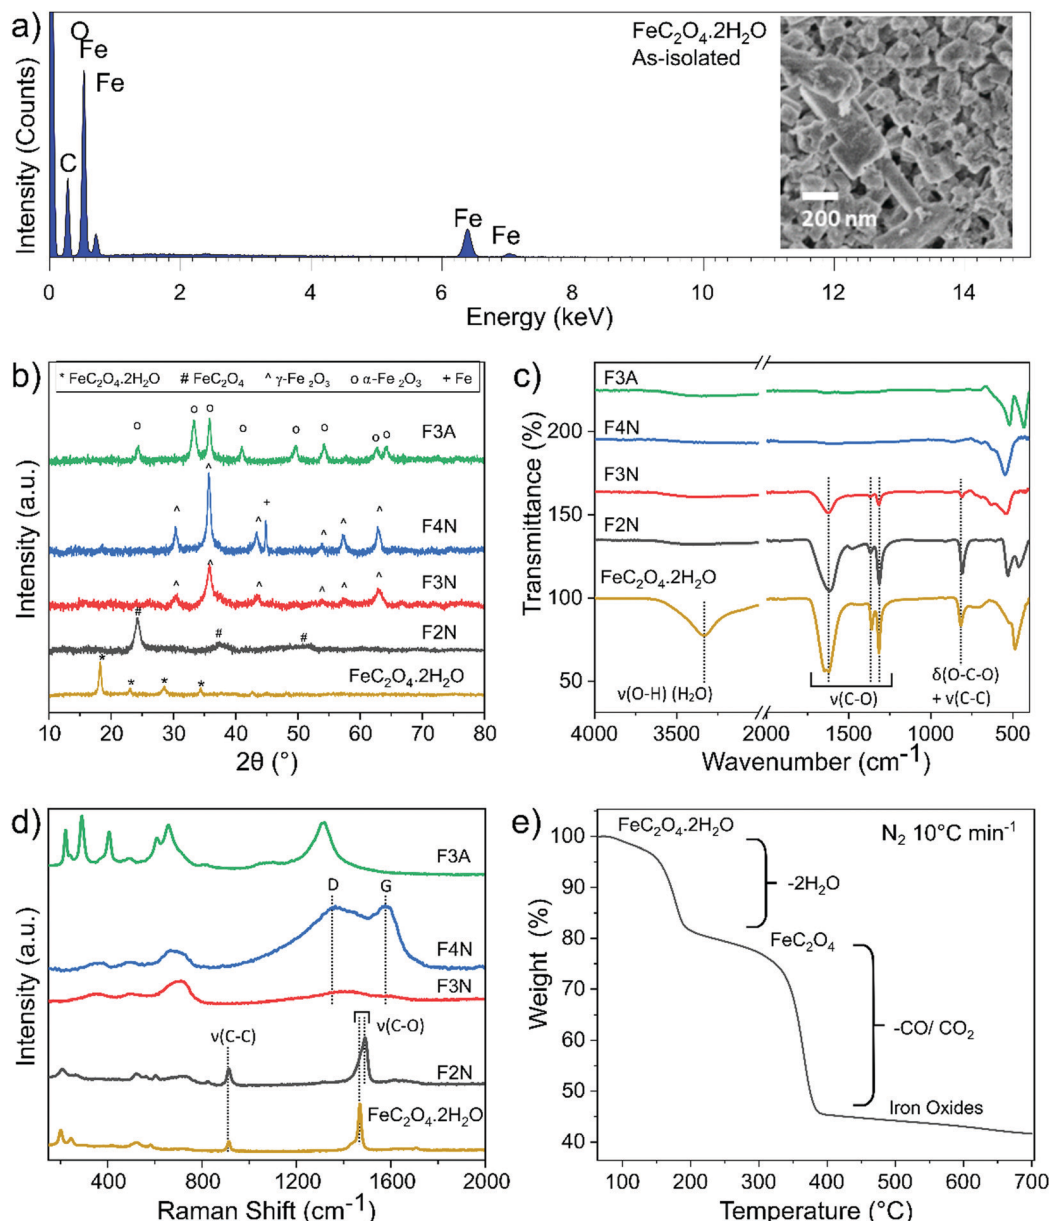 a)
O
Fe
Fe
C
Fe
Fe
FeC₂O₄.2H₂O
As-isolated
200 nm
Intensity (Counts)
0 2 4 6 8 10 12 14
Energy (keV)
b)
* FeC₂O₄.2H₂O # FeC₂O₄ ^ γ-Fe ₂O₃ o α-Fe ₂O₃ + Fe
o o o o o o o o
F3A
^ ^ ^ + ^ ^ ^
F4N
^ ^ ^ ^ ^ ^
F3N
# # #
F2N
FeC₂O₄.2H₂O
* * * *
Intensity (a.u.)
10 20 30 40 50 60 70 80
2θ (°)
c)
F3A
F4N
F3N
F2N
FeC₂O₄.2H₂O
ν(O-H) (H₂O)
ν(C-O)
δ(O-C-O)
+ ν(C-C)
Transmittance (%)
200
150
100
50
4000 3500 2000 1500 1000 500
Wavenumber (cm⁻¹)
d)
F3A
D G
F4N
F3N
ν(C-C)
ν(C-O)
F2N
FeC₂O₄.2H₂O
Intensity (a.u.)
400 800 1200 1600 2000
Raman Shift (cm⁻¹)
e)
FeC₂O₄.2H₂O
N₂ 10°C min⁻¹
-2H₂O
FeC₂O₄
-CO/ CO₂
Iron Oxides
Weight (%)
100
90
80
70
60
50
40
100 200 300 400 500 600 700
Temperature (°C)